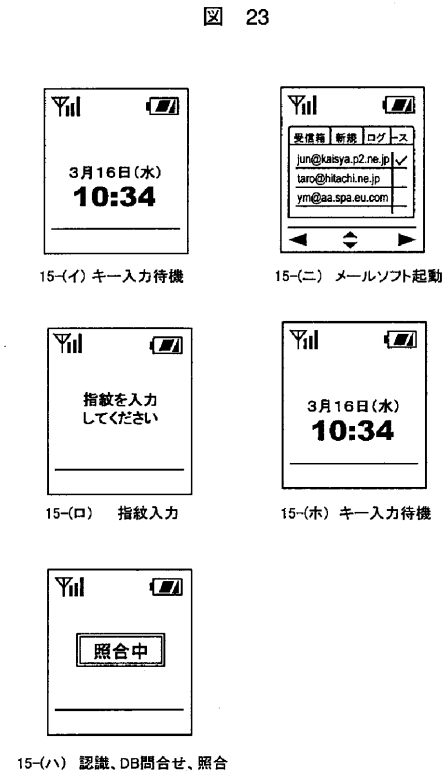 図 23
3月16日(水)
10:34
15-(イ) キー入力待機
受信箱 新規 ログ ース
jun@kaisya.p2.ne.jp
taro@hitachi.ne.jp
ym@aa.spa.eu.com
15-(ニ) メールソフト起動
指紋を入力
してください
15-(ロ) 指紋入力
3月16日(水)
10:34
15-(ホ) キー入力待機
照合中
15-(ハ) 認識、DB問合せ、照合